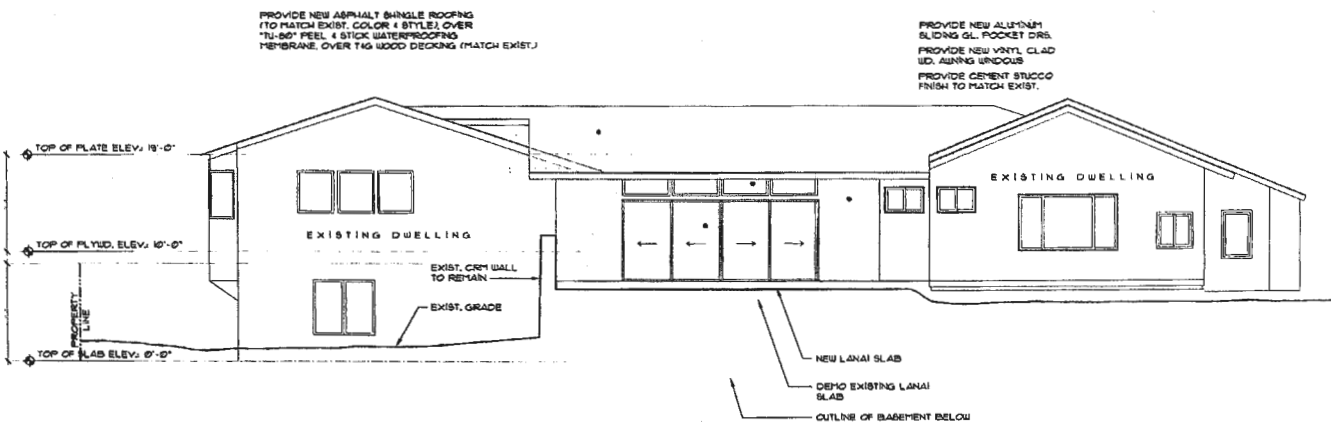 PROVIDE NEW ASPHALT SHINGLE ROOFING
(TO MATCH EXIST. COLOR & STYLE), OVER
"TU-80" PEEL & STICK WATERPROOFING
MEMBRANE, OVER T&G WOOD DECKING (MATCH EXIST.)
PROVIDE NEW ALUMINUM
SLIDING GL. POCKET DRS.
PROVIDE NEW VINYL CLAD
WD. AWNING WINDOWS
PROVIDE CEMENT STUCCO
FINISH TO MATCH EXIST.
TOP OF PLATE ELEV.: 18'-0"
EXISTING DWELLING
EXISTING DWELLING
TOP OF PLYWD. ELEV.: 10'-0"
EXIST. CRM WALL
TO REMAIN
EXIST. GRADE
PROPERTY
LINE
TOP OF SLAB ELEV.: 0'-0"
NEW LANAI SLAB
DEMO EXISTING LANAI
SLAB
OUTLINE OF BASEMENT BELOW